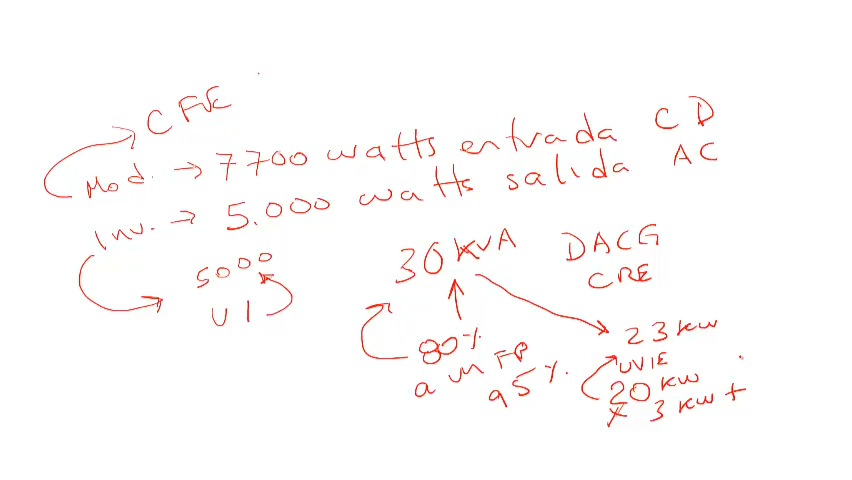 CFE
Mod. → 7700 watts entrada CD
Inv. → 5.000 watts salida AC
5000
UI
30 KVA
DACG
CRE
80%
a un FP
95%
23 KW
UVIE
20 KW
3 KW +